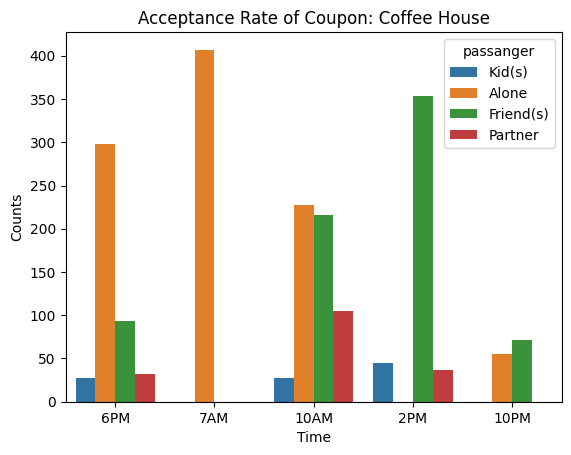 Acceptance Rate of Coupon: Coffee House
passanger
Kid(s)
Alone
Friend(s)
Partner
Counts
400
350
300
250
200
150
100
50
0
6PM
7AM
10AM
2PM
10PM
Time